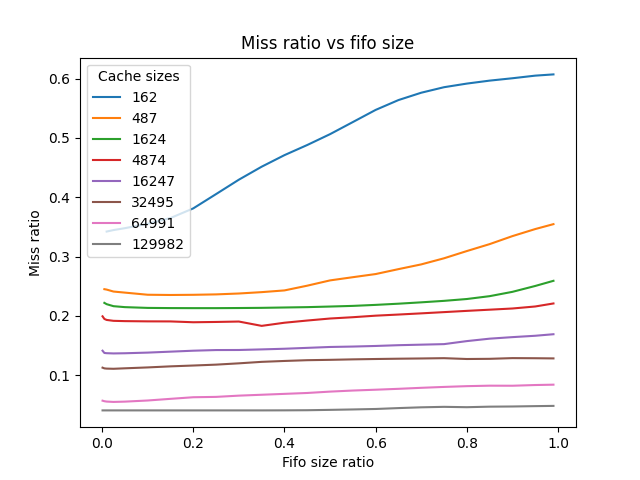 Miss ratio vs fifo size
Cache sizes
162
487
1624
4874
16247
32495
64991
129982
0.6
0.5
0.4
0.3
0.2
0.1
Miss ratio
0.0 0.2 0.4 0.6 0.8 1.0
Fifo size ratio